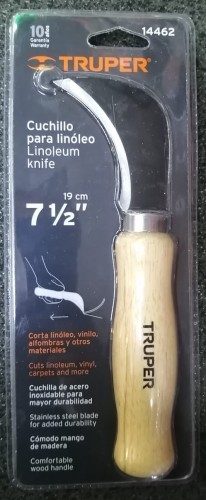 10 años
Garantía
Warranty
14462
TRUPER
Cuchillo
para linóleo
Linoleum
knife
19 cm
7 ½"
Corta linóleo, vinilo,
alfombras y otros
materiales
Cuts linoleum, vinyl,
carpets and more
Cuchilla de acero
inoxidable para mayor
durabilidad
Stainless steel blade
for added durability
Cómodo mango
de madera
Comfortable
wood handle
TRUPER